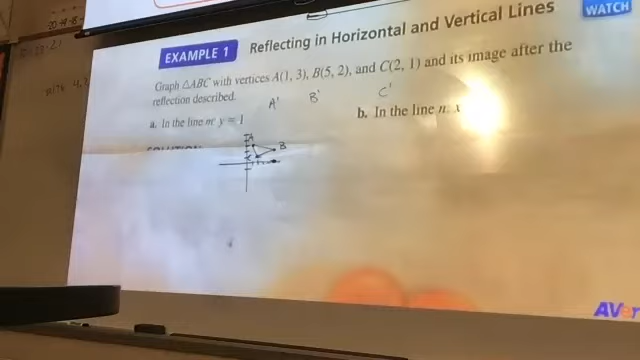 WATCH
EXAMPLE 1 Reflecting in Horizontal and Vertical Lines
Graph △ABC with vertices A(1, 3), B(5, 2), and C(2, 1) and its image after the
reflection described.
A' B' C'
a. In the line m: y = 1
b. In the line n: x
A
B
AVer